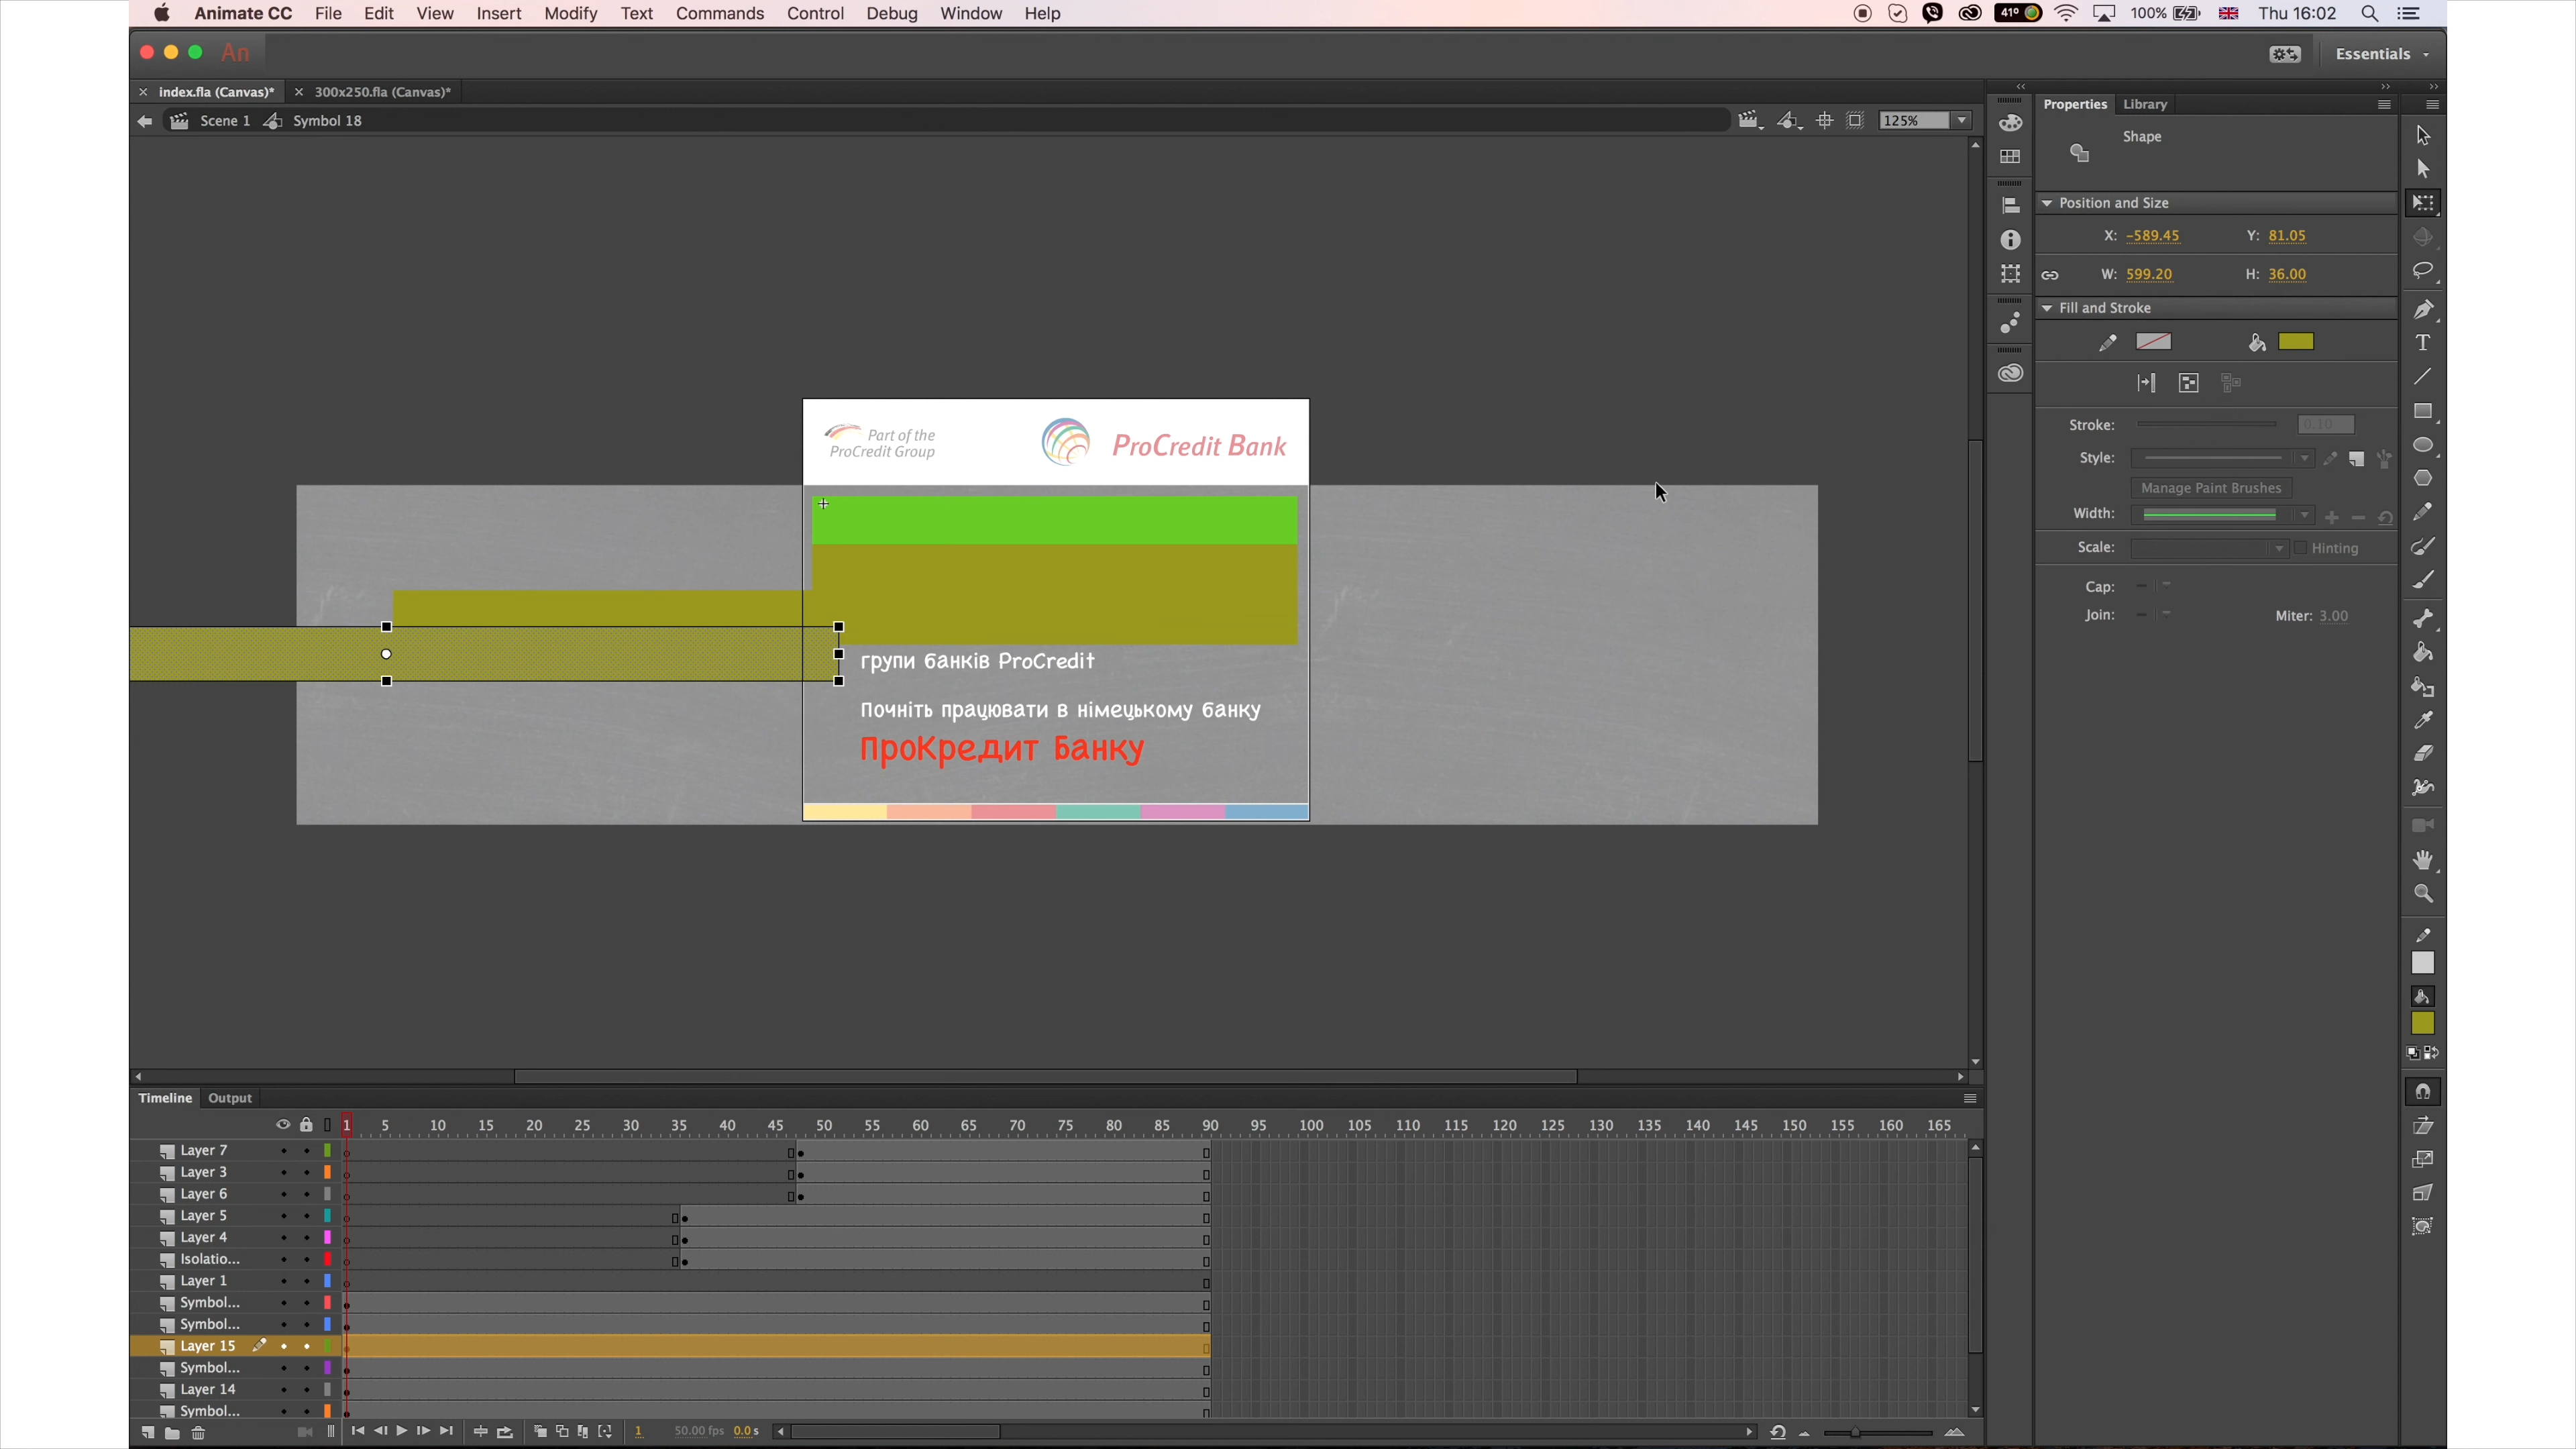 Animate CC File Edit View Insert Modify Text Commands Control Debug Window Help 41° 100% Thu 16:02
An Essentials
index.fla (Canvas)* 300x250.fla (Canvas)*
Scene 1 Symbol 18 125%
Properties Library
Shape
Position and Size
X: -589.45 Y: 81.05
W: 599.20 H: 36.00
Fill and Stroke
Stroke: 0.10
Style:
Manage Paint Brushes
Width:
Scale: Hinting
Cap:
Join: Miter: 3.00
Part of the
ProCredit Group
ProCredit Bank
групи банків ProCredit
Почніть працювати в німецькому банку
ПроКредит Банку
Timeline Output
1 5 10 15 20 25 30 35 40 45 50 55 60 65 70 75 80 85 90 95 100 105 110 115 120 125 130 135 140 145 150 155 160 165
Layer 7
Layer 3
Layer 6
Layer 5
Layer 4
Isolatio...
Layer 1
Symbol...
Symbol...
Layer 15
Symbol...
Layer 14
Symbol...
1 50.00 fps 0.0 s